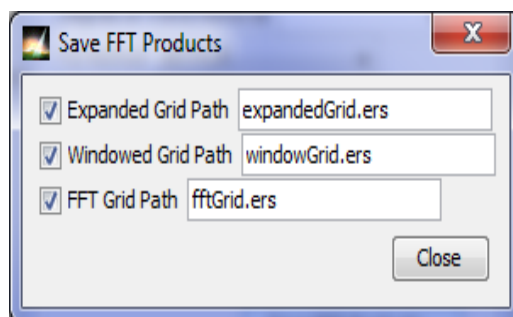 Save FFT Products
Expanded Grid Path expandedGrid.ers
Windowed Grid Path windowGrid.ers
FFT Grid Path fftGrid.ers
Close